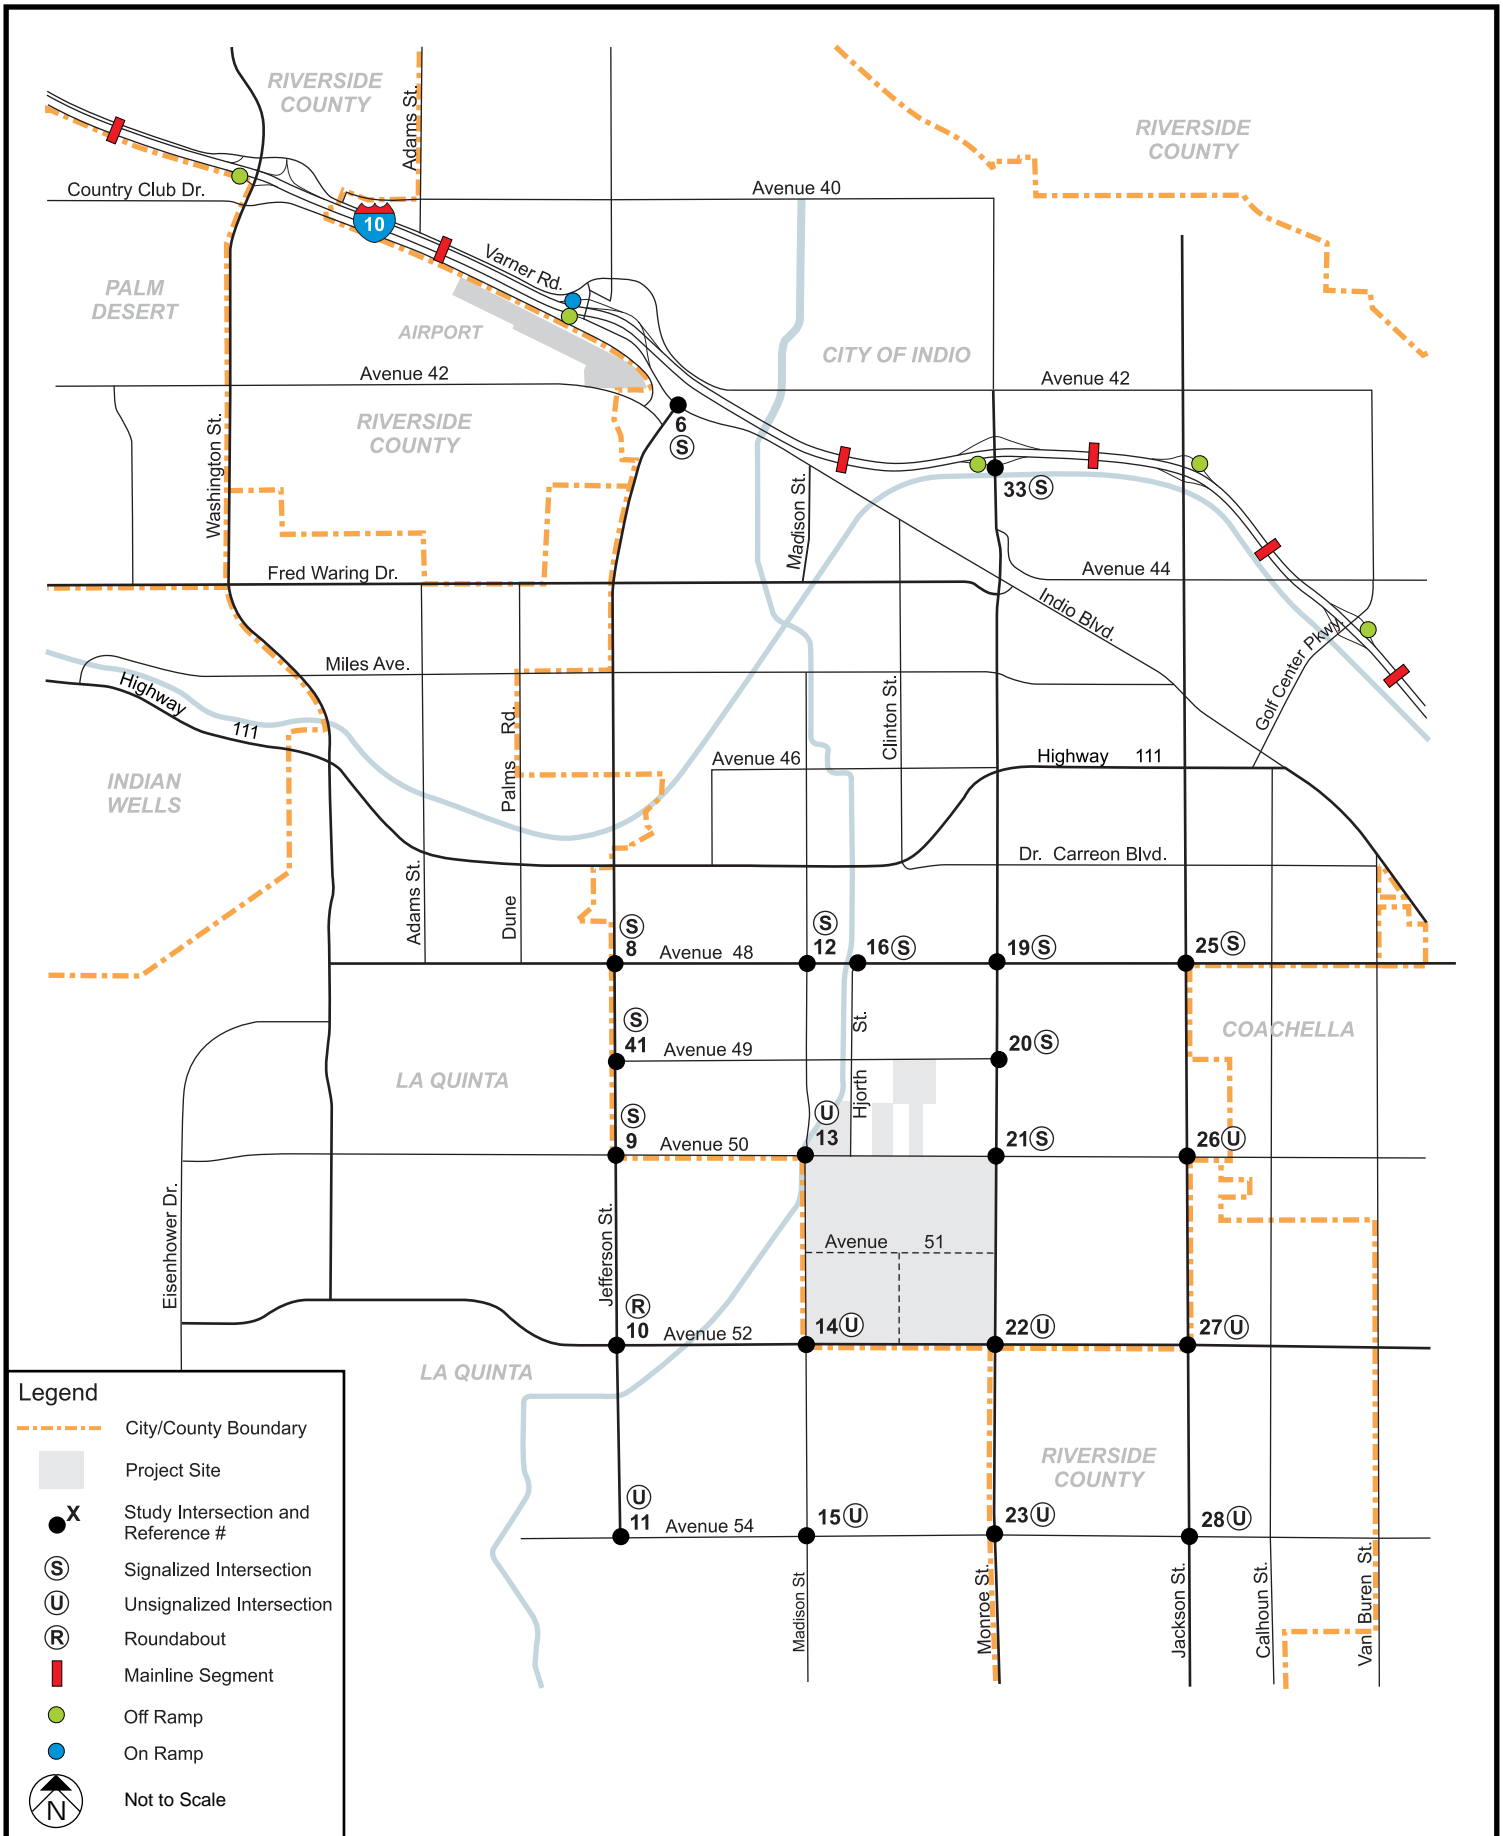 RIVERSIDE
COUNTY
Adams St.
RIVERSIDE
COUNTY
Country Club Dr.
Avenue 40
10
Varner Rd.
PALM
DESERT
AIRPORT
CITY OF INDIO
Avenue 42
Avenue 42
RIVERSIDE
COUNTY
Washington St.
6
S
Madison St.
33 S
Fred Waring Dr.
Avenue 44
Indio Blvd.
Golf Center Pkwy.
Miles Ave.
Highway 111
Palms Rd.
Clinton St.
Avenue 46
Highway 111
INDIAN
WELLS
Dr. Carreon Blvd.
Adams St.
Dune
S
8
Avenue 48
S
12
16 S
19 S
25 S
S
41
Avenue 49
Hjorth St.
20 S
COACHELLA
LA QUINTA
S
9
Avenue 50
U
13
21 S
26 U
Eisenhower Dr.
Jefferson St.
Avenue 51
R
10
Avenue 52
14 U
22 U
27 U
LA QUINTA
RIVERSIDE
COUNTY
U
11
Avenue 54
15 U
23 U
28 U
Madison St
Monroe St.
Jackson St.
Calhoun St.
Van Buren St.
Legend
City/County Boundary
Project Site
X
Study Intersection and
Reference #
S
Signalized Intersection
U
Unsignalized Intersection
R
Roundabout
Mainline Segment
Off Ramp
On Ramp
N
Not to Scale